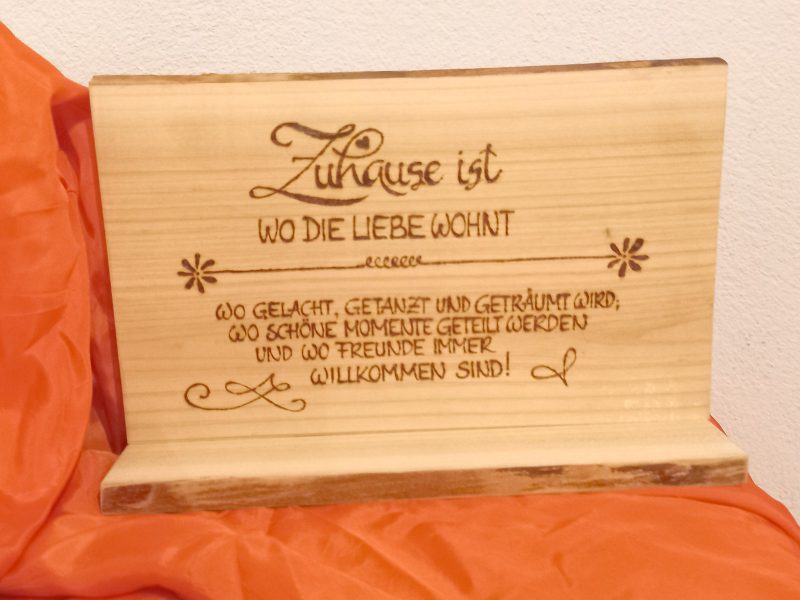 Zuhause ist
WO DIE LIEBE WOHNT
WO GELACHT, GETANZT UND GETRÄUMT WIRD;
WO SCHÖNE MOMENTE GETEILT WERDEN
UND WO FREUNDE IMMER
WILLKOMMEN SIND!